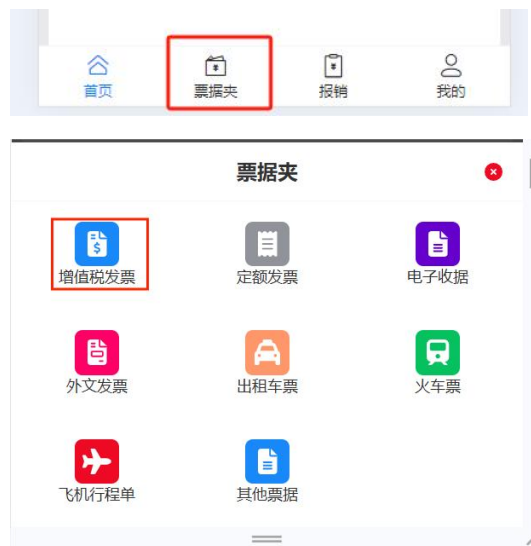 首页 票据夹 报销 我的
票据夹
增值税发票 定额发票 电子收据
外文发票 出租车票 火车票
飞机行程单 其他票据